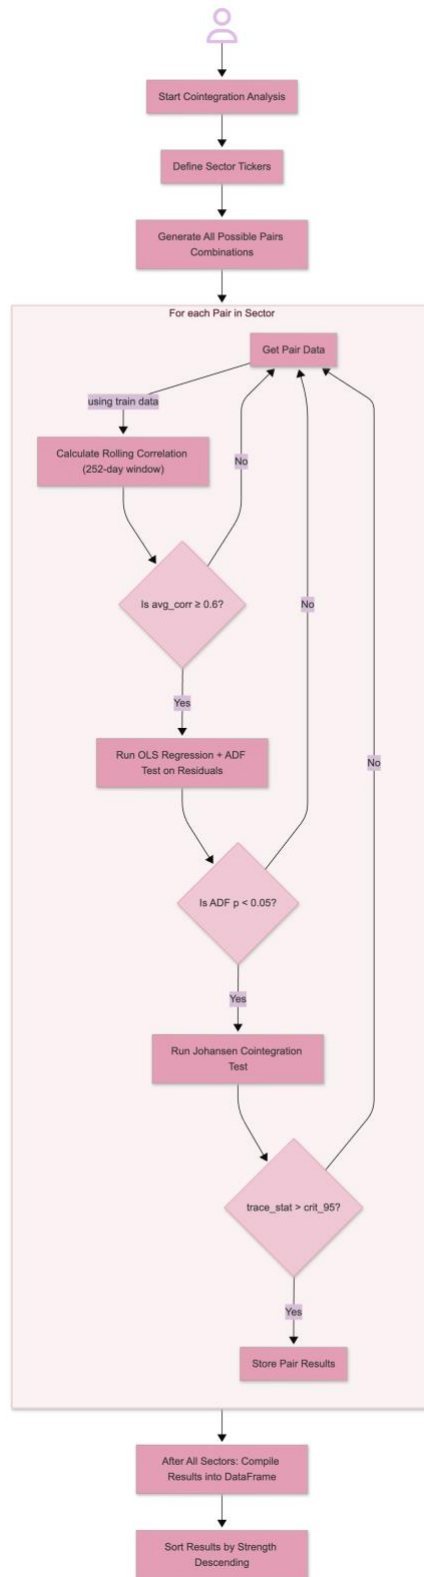 Start Cointegration Analysis
Define Sector Tickers
Generate All Possible Pairs
Combinations
For each Pair in Sector
Get Pair Data
using train data
Calculate Rolling Correlation
(252-day window)
No
Is avg_corr ≥ 0.6?
No
Yes
Run OLS Regression + ADF
Test on Residuals
No
Is ADF p < 0.05?
Yes
Run Johansen Cointegration
Test
trace_stat > crit_95?
Yes
Store Pair Results
After All Sectors: Compile
Results into DataFrame
Sort Results by Strength
Descending